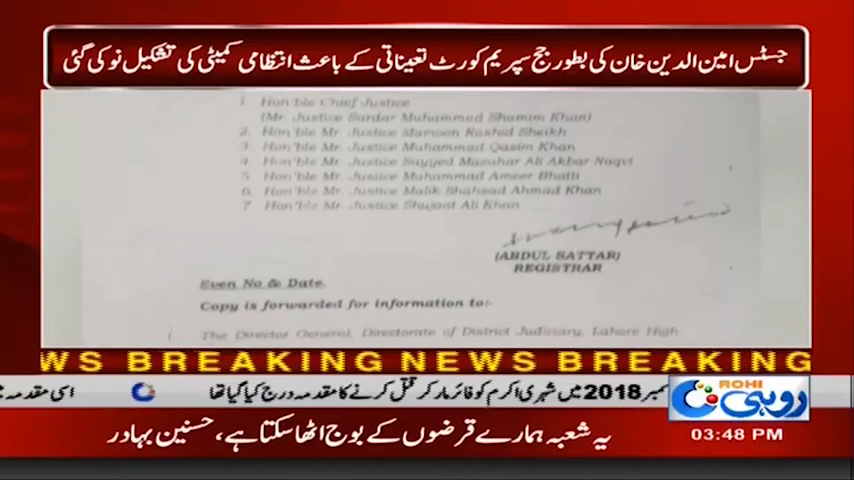 جسٹس امین الدین خان کی بطور جج سپریم کورٹ تعیناتی کے باعث انتظامی کمیٹی کی تشکیل نو کی گئی
1 Hon'ble Chief Justice
(Mr. Justice Sardar Muhammad Shamim Khan)
2. Hon'ble Mr. Justice Mamoon Rashid Sheikh
3 Hon'ble Mr. Justice Muhammad Qasim Khan
4 Hon'ble Mr. Justice Sayyed Mazahar Ali Akbar Naqvi
5 Hon'ble Mr. Justice Muhammad Ameer Bhatti
6. Hon'ble Mr. Justice Malik Shahzad Ahmad Khan
7 Hon'ble Mr. Justice Shujaat Ali Khan
(ABDUL SATTAR)
REGISTRAR
Even No & Date.
Copy is forwarded for information to:-
1 The Director General, Directorate of District Judiciary, Lahore High
WS BREAKING NEWS BREAKING
2018 میں شہری اکرم کو فائر مار کر قتل کرنے کا مقدمہ درج کیا گیا تھا
اسی مقدمہ
ROHI
روہی
03:48 PM
یہ شعبہ ہمارے قرضوں کے بوج اٹھا سکتا ہے، حسنین بہادر